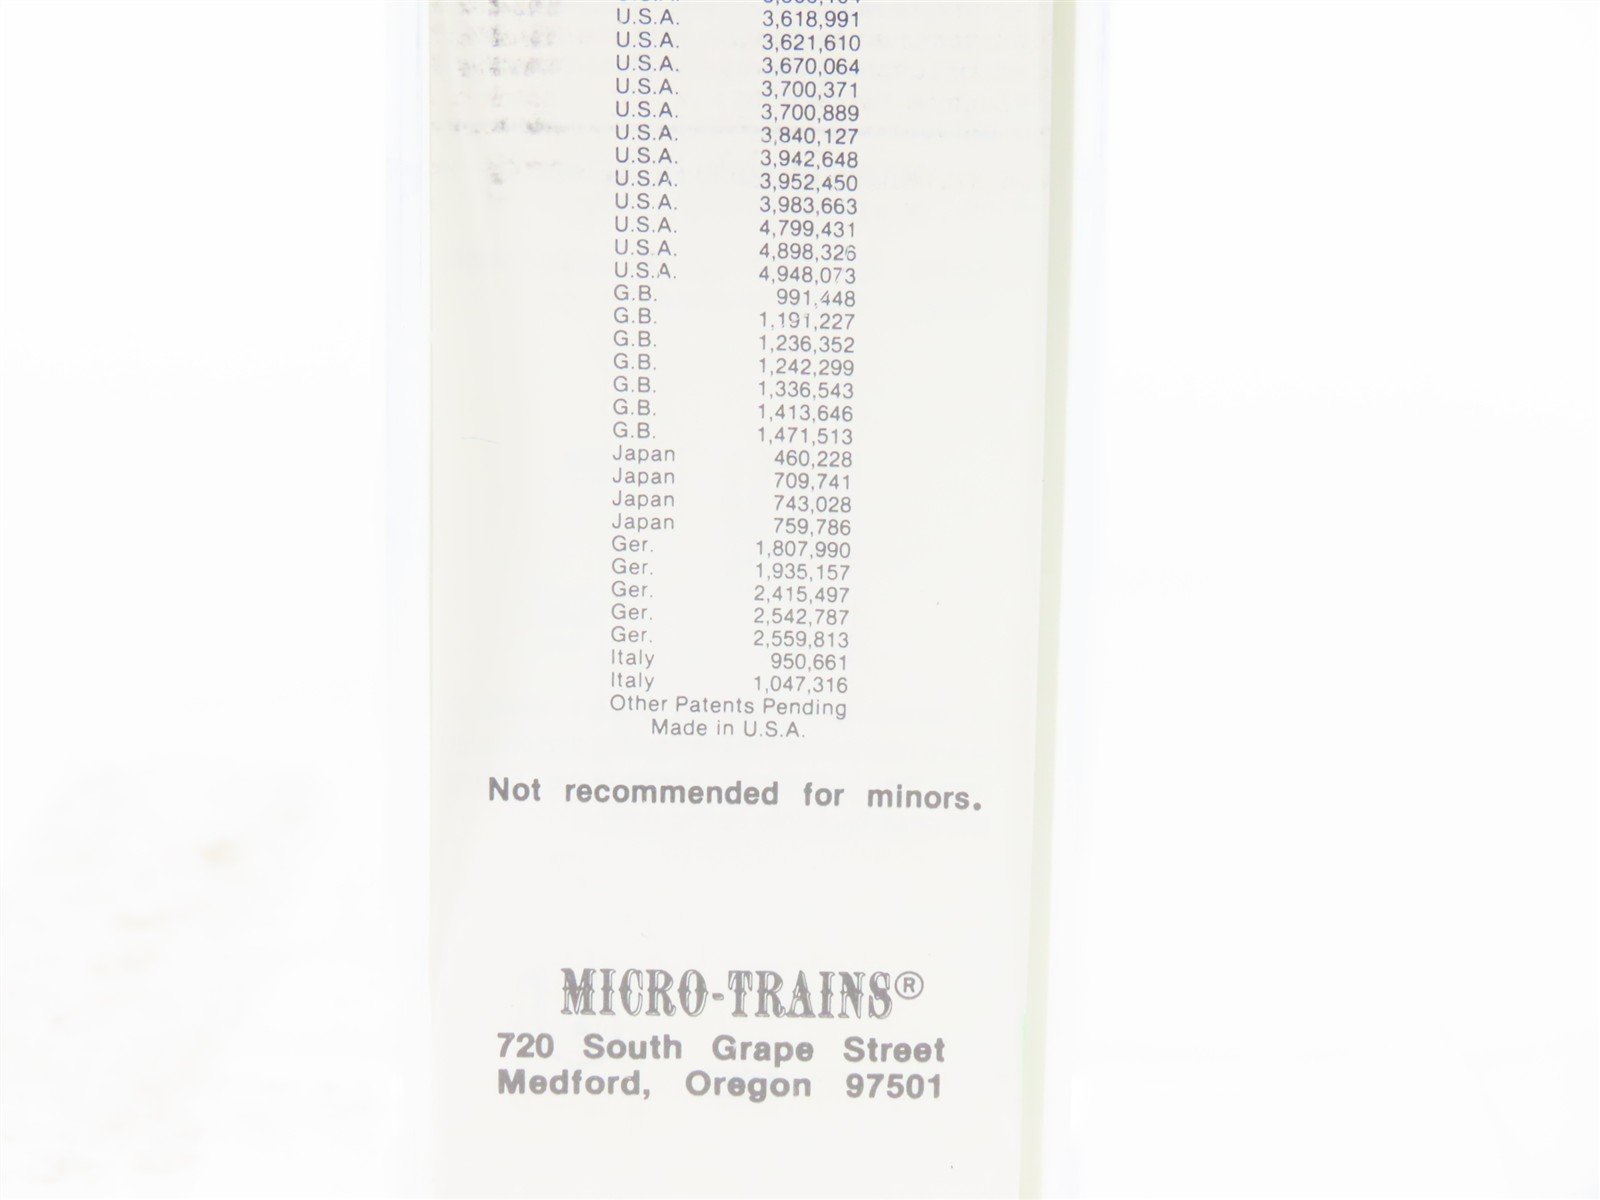 U.S.A. 3,618,991
U.S.A. 3,621,610
U.S.A. 3,670,064
U.S.A. 3,700,371
U.S.A. 3,700,889
U.S.A. 3,840,127
U.S.A. 3,942,648
U.S.A. 3,952,450
U.S.A. 3,983,663
U.S.A. 4,799,431
U.S.A. 4,898,326
U.S.A. 4,948,073
G.B. 991,448
G.B. 1,191,227
G.B. 1,236,352
G.B. 1,242,299
G.B. 1,336,543
G.B. 1,413,646
G.B. 1,471,513
Japan 460,228
Japan 709,741
Japan 743,028
Japan 759,786
Ger. 1,807,990
Ger. 1,935,157
Ger. 2,415,497
Ger. 2,542,787
Ger. 2,559,813
Italy 950,661
Italy 1,047,316
Other Patents Pending
Made in U.S.A.
Not recommended for minors.
MICRO-TRAINS®
720 South Grape Street
Medford, Oregon 97501